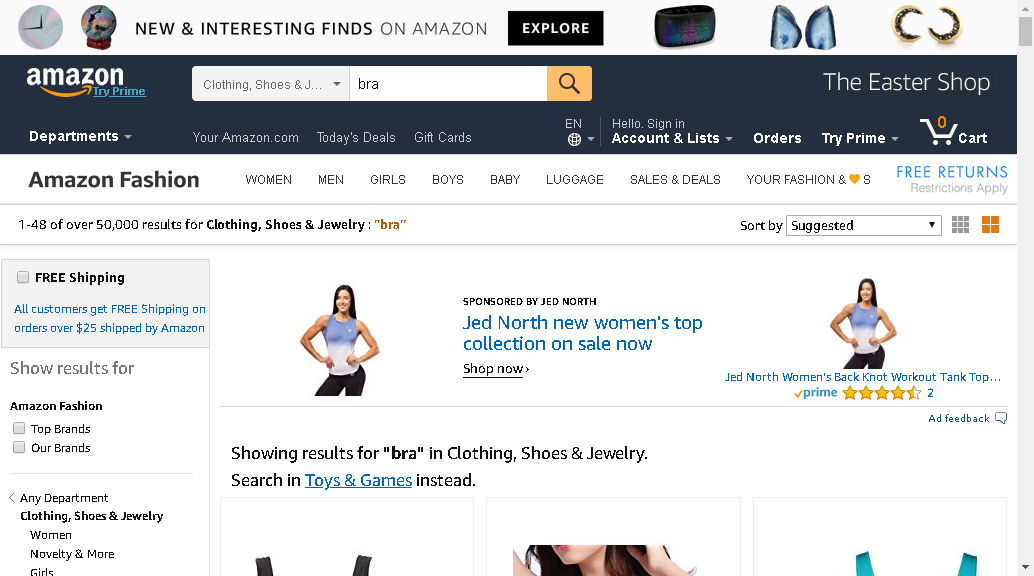 NEW & INTERESTING FINDS ON AMAZON EXPLORE
amazon
Try Prime
Clothing, Shoes & J...
bra
The Easter Shop
Departments
Your Amazon.com
Today's Deals
Gift Cards
EN
Hello. Sign in
Account & Lists
Orders
Try Prime
0
Cart
Amazon Fashion
WOMEN
MEN
GIRLS
BOYS
BABY
LUGGAGE
SALES & DEALS
YOUR FASHION & 🧡 S
FREE RETURNS
Restrictions Apply
1-48 of over 50,000 results for Clothing, Shoes & Jewelry : "bra"
Sort by Suggested
FREE Shipping
All customers get FREE Shipping on
orders over $25 shipped by Amazon
Show results for
Amazon Fashion
Top Brands
Our Brands
Any Department
Clothing, Shoes & Jewelry
Women
Novelty & More
Girls
SPONSORED BY JED NORTH
Jed North new women's top
collection on sale now
Shop now ›
Jed North Women's Back Knot Workout Tank Top...
prime 2
Ad feedback
Showing results for "bra" in Clothing, Shoes & Jewelry.
Search in Toys & Games instead.